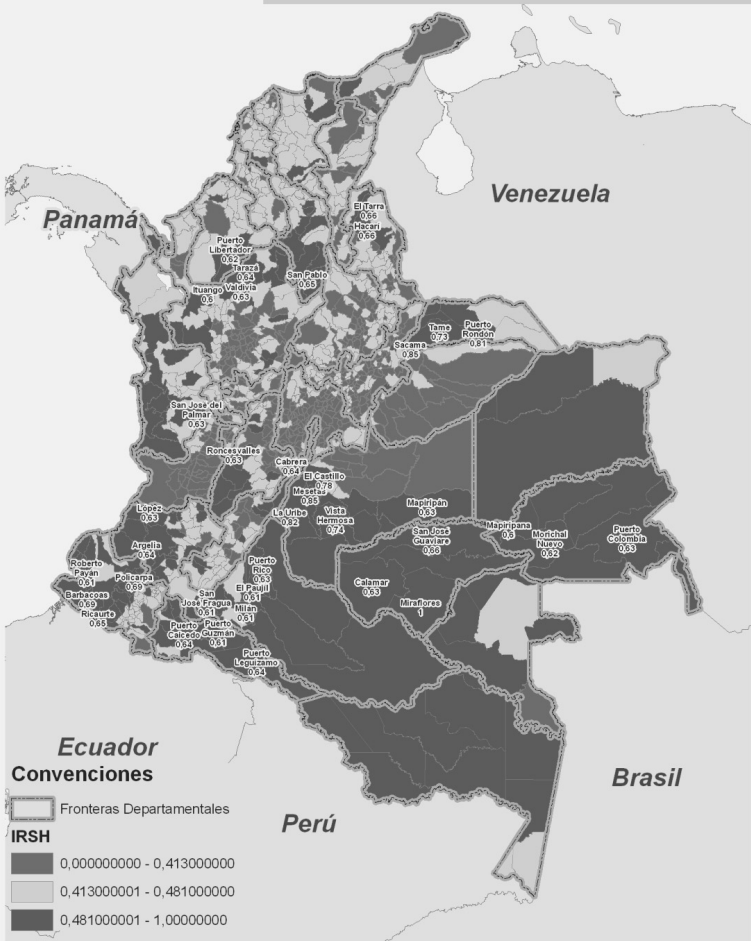 Venezuela
Panamá
El Tarra
0,66
Hacarí
0,66
Puerto
Libertador
0,62
Tarazá
0,64
Ituango
0,6
Valdivia
0,63
San Pablo
0,65
Tame
0,73
Puerto
Rondón
0,81
Sacama
0,85
San José del
Palmar
0,63
Roncesvalles
0,63
Cabrera
0,64
El Castillo
0,78
Mesetas
0,85
La Uribe
0,82
Vista
Hermosa
0,74
Mapiripán
0,63
López
0,63
San José
Guaviare
0,66
Mapiripana
0,6
Morichal
Nuevo
0,62
Puerto
Colombia
0,63
Argelia
0,64
Roberto
Payán
0,61
Policarpa
0,69
Barbacoas
0,69
Ricaurte
0,65
Puerto
Rico
0,63
El Paujil
0,61
San
José Fragua
0,61
Milán
0,61
Calamar
0,63
Miraflores
1
Puerto
Caicedo
0,64
Puerto
Guzmán
0,61
Puerto
Leguízamo
0,64
Ecuador
Perú
Brasil
Convenciones
Fronteras Departamentales
IRSH
0,000000000 - 0,413000000
0,413000001 - 0,481000000
0,481000001 - 1,00000000